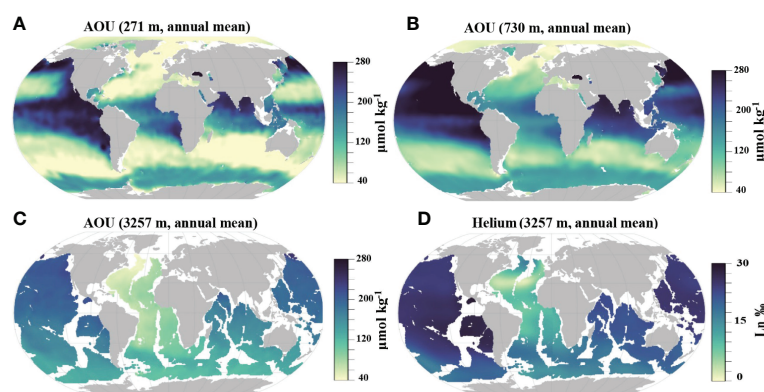 A
AOU (271 m, annual mean)
280
200
120
40
μmol kg⁻¹
B
AOU (730 m, annual mean)
280
200
120
40
μmol kg⁻¹
C
AOU (3257 m, annual mean)
280
200
120
40
μmol kg⁻¹
D
Helium (3257 m, annual mean)
30
15
0
Ln ‰